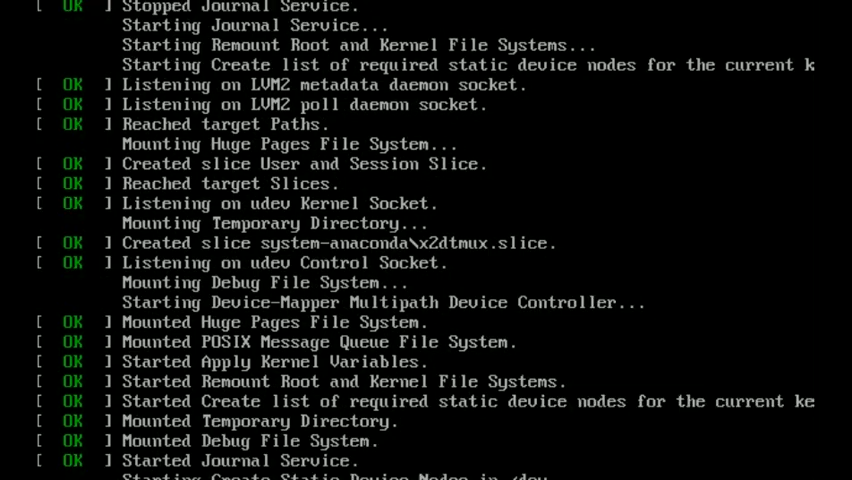 [ OK ] Stopped Journal Service.
Starting Journal Service...
Starting Remount Root and Kernel File Systems...
Starting Create list of required static device nodes for the current k
[ OK ] Listening on LVM2 metadata daemon socket.
[ OK ] Listening on LVM2 poll daemon socket.
[ OK ] Reached target Paths.
Mounting Huge Pages File System...
[ OK ] Created slice User and Session Slice.
[ OK ] Reached target Slices.
[ OK ] Listening on udev Kernel Socket.
Mounting Temporary Directory...
[ OK ] Created slice system-anaconda\x2dtmux.slice.
[ OK ] Listening on udev Control Socket.
Mounting Debug File System...
Starting Device-Mapper Multipath Device Controller...
[ OK ] Mounted Huge Pages File System.
[ OK ] Mounted POSIX Message Queue File System.
[ OK ] Started Apply Kernel Variables.
[ OK ] Started Remount Root and Kernel File Systems.
[ OK ] Started Create list of required static device nodes for the current ke
[ OK ] Mounted Temporary Directory.
[ OK ] Mounted Debug File System.
[ OK ] Started Journal Service.
Starting Create Static Device Nodes in /dev